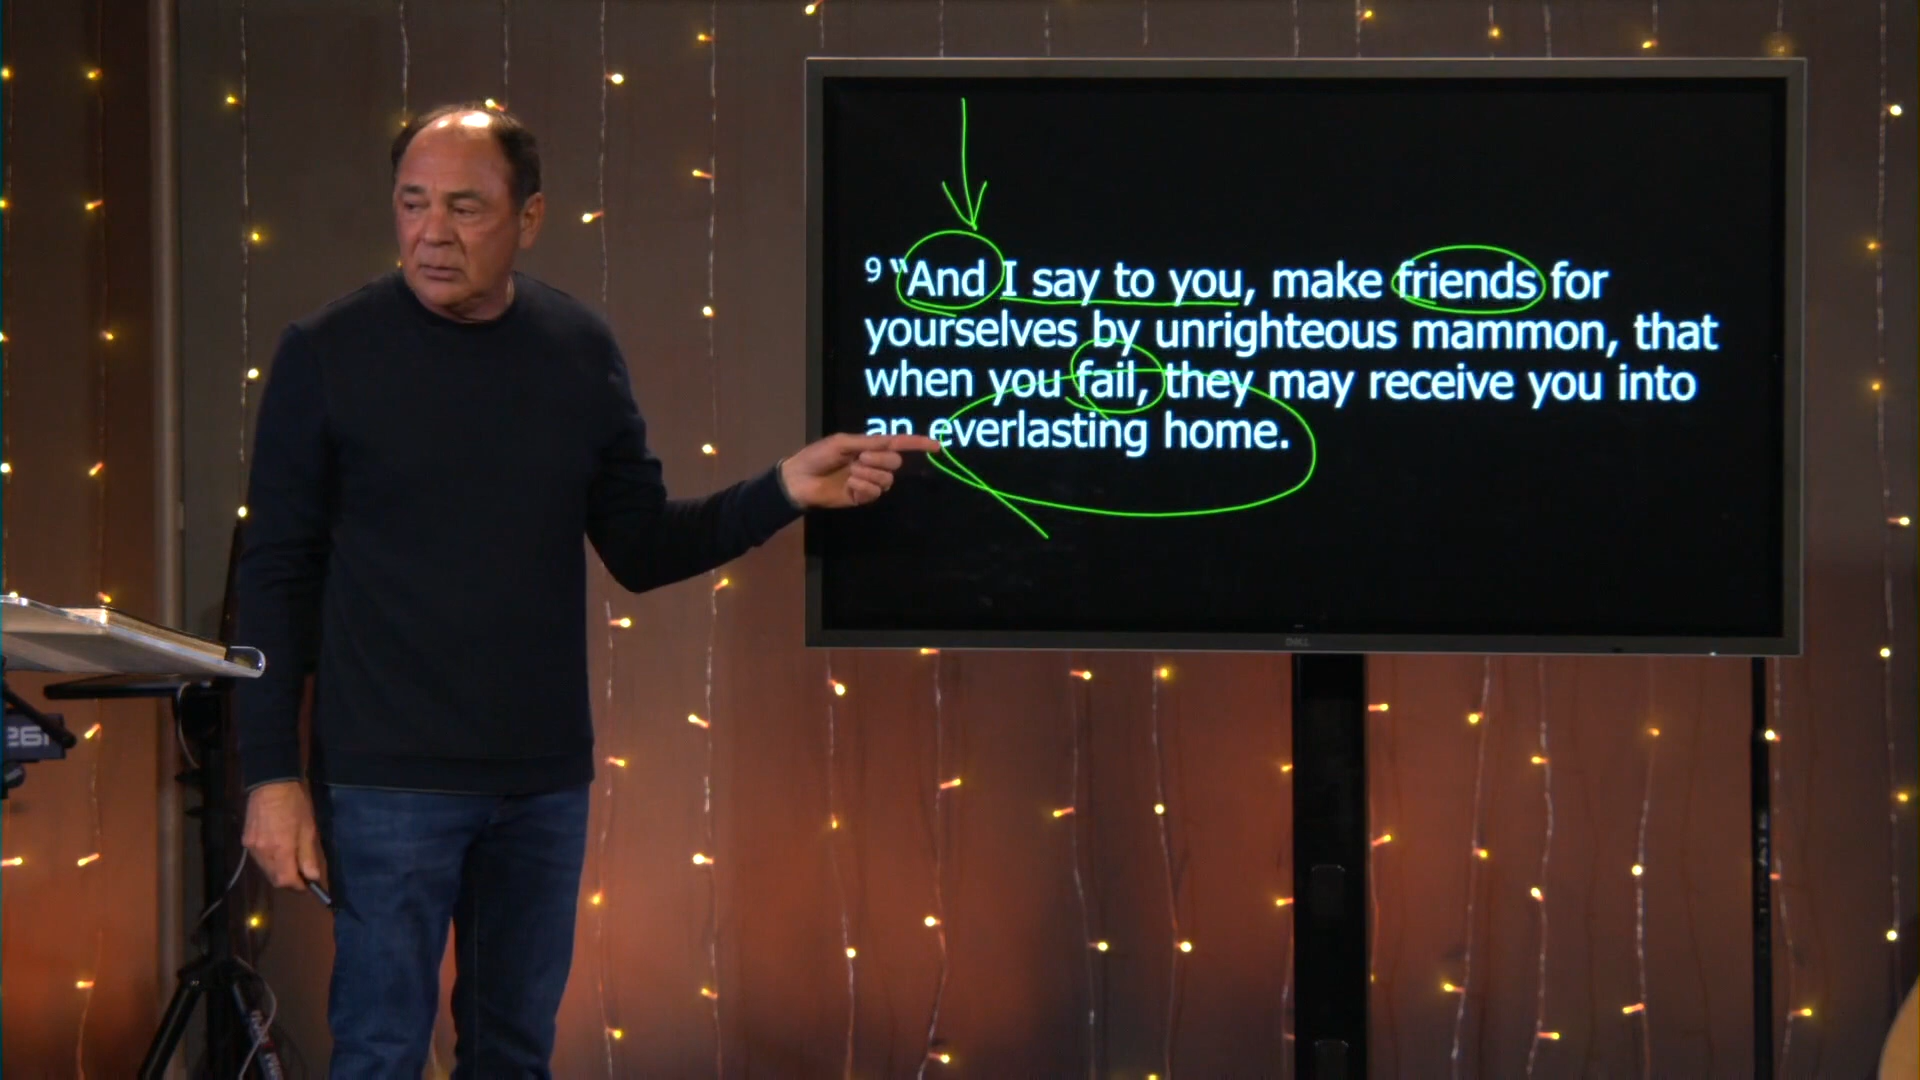 9 "And I say to you, make friends for
yourselves by unrighteous mammon, that
when you fail, they may receive you into
an everlasting home.
DELL